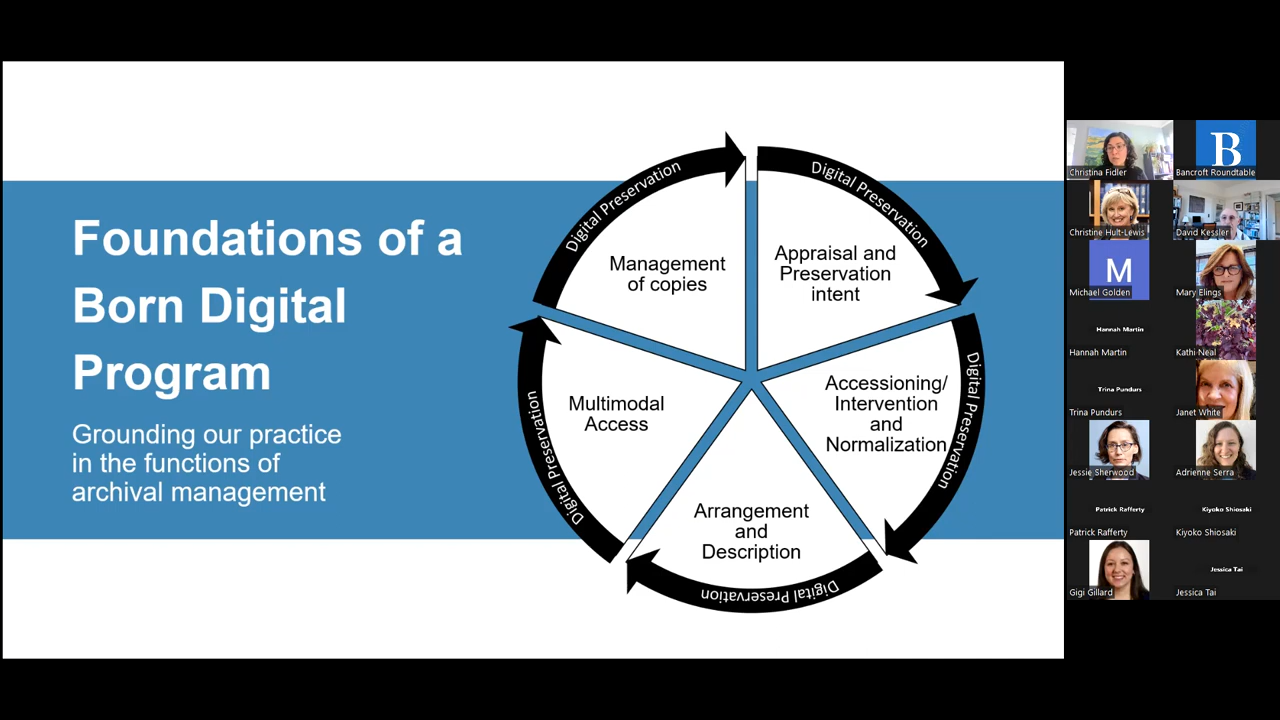 Foundations of a
Born Digital
Program
Grounding our practice
in the functions of
archival management
Digital Preservation
Appraisal and
Preservation
intent
Digital Preservation
Accessioning/
Intervention
and
Normalization
Digital Preservation
Arrangement
and
Description
Digital Preservation
Multimodal
Access
Digital Preservation
Management
of copies
Christina Fidler
B
Bancroft Roundtable
Christine Hult-Lewis
David Kessler
M
Michael Golden
Mary Elings
Hannah Martin
Hannah Martin
Kathi Neal
Trina Pundurs
Trina Pundurs
Janet White
Jessie Sherwood
Adrienne Serra
Patrick Rafferty
Patrick Rafferty
Kiyoko Shiosaki
Kiyoko Shiosaki
Gigi Gillard
Jessica Tai
Jessica Tai